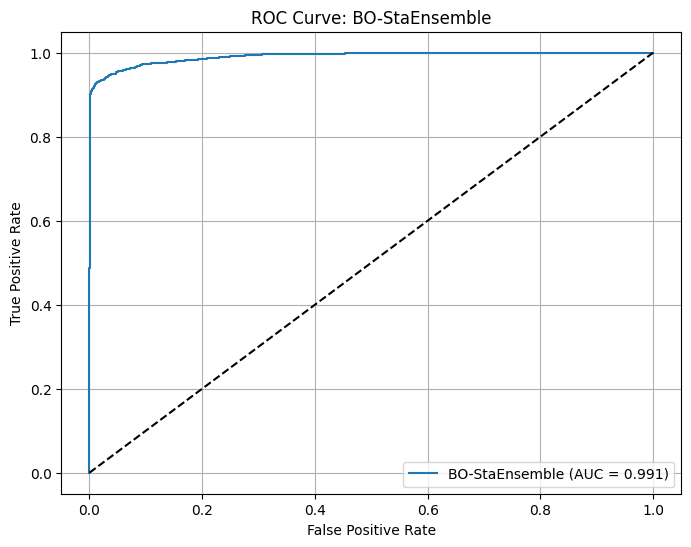 ROC Curve: BO-StaEnsemble
True Positive Rate
1.0
0.8
0.6
0.4
0.2
0.0
BO-StaEnsemble (AUC = 0.991)
0.0 0.2 0.4 0.6 0.8 1.0
False Positive Rate